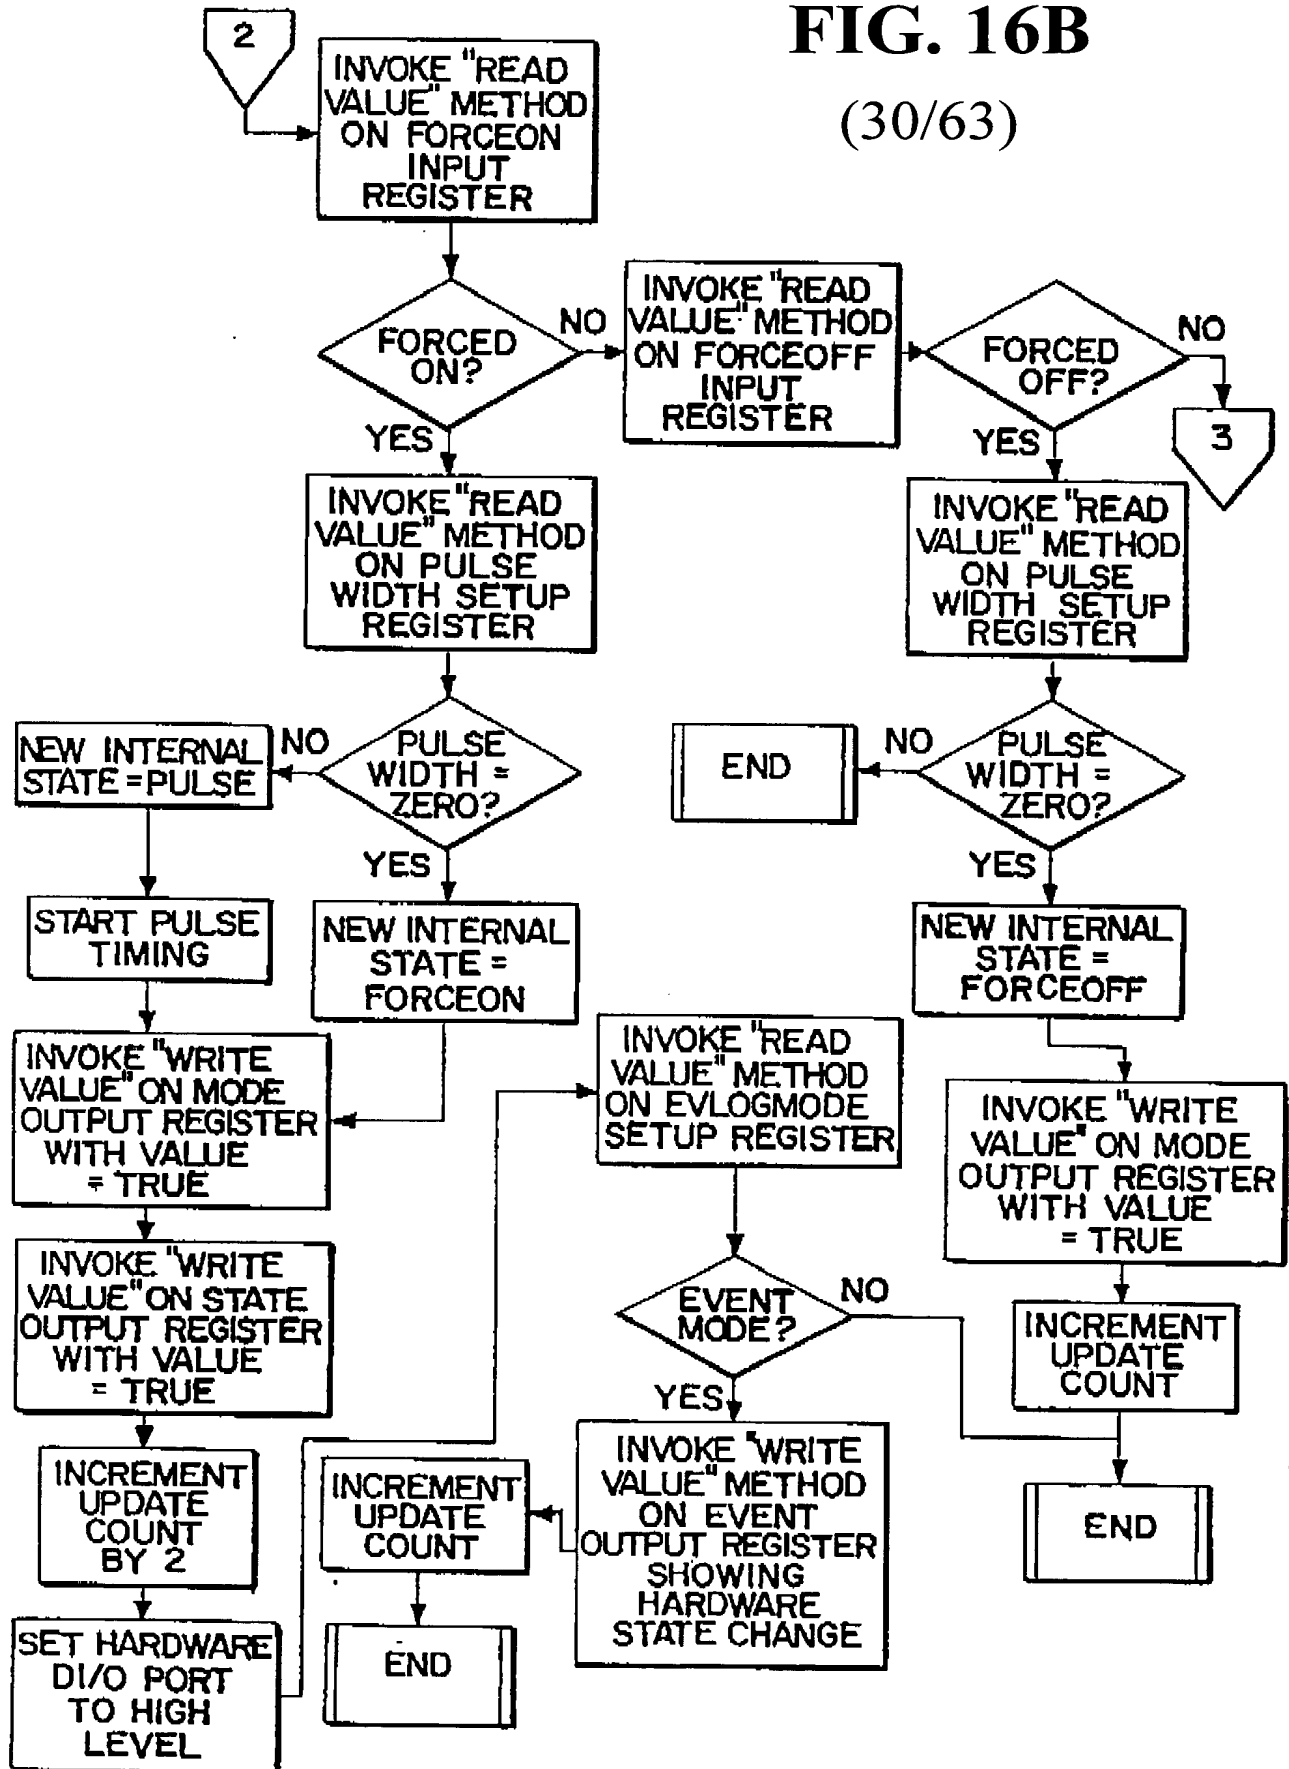 FIG. 16B
(30/63)
2
INVOKE "READ
VALUE" METHOD
ON FORCEON
INPUT
REGISTER
FORCED
ON?
NO
INVOKE "READ
VALUE" METHOD
ON FORCEOFF
INPUT
REGISTER
FORCED
OFF?
NO
3
YES
INVOKE "READ
VALUE" METHOD
ON PULSE
WIDTH SETUP
REGISTER
YES
INVOKE "READ
VALUE" METHOD
ON PULSE
WIDTH SETUP
REGISTER
NEW INTERNAL
STATE = PULSE
NO
PULSE
WIDTH =
ZERO?
END
NO
PULSE
WIDTH =
ZERO?
YES
YES
START PULSE
TIMING
NEW INTERNAL
STATE =
FORCEON
NEW INTERNAL
STATE =
FORCEOFF
INVOKE "WRITE
VALUE" ON MODE
OUTPUT REGISTER
WITH VALUE
= TRUE
INVOKE "READ
VALUE" METHOD
ON EVLOGMODE
SETUP REGISTER
INVOKE "WRITE
VALUE" ON MODE
OUTPUT REGISTER
WITH VALUE
= TRUE
INVOKE "WRITE
VALUE" ON STATE
OUTPUT REGISTER
WITH VALUE
= TRUE
EVENT
MODE?
NO
INCREMENT
UPDATE
COUNT
YES
INCREMENT
UPDATE
COUNT
BY 2
INCREMENT
UPDATE
COUNT
INVOKE "WRITE
VALUE" METHOD
ON EVENT
OUTPUT REGISTER
SHOWING
HARDWARE
STATE CHANGE
END
SET HARDWARE
DI/O PORT
TO HIGH
LEVEL
END